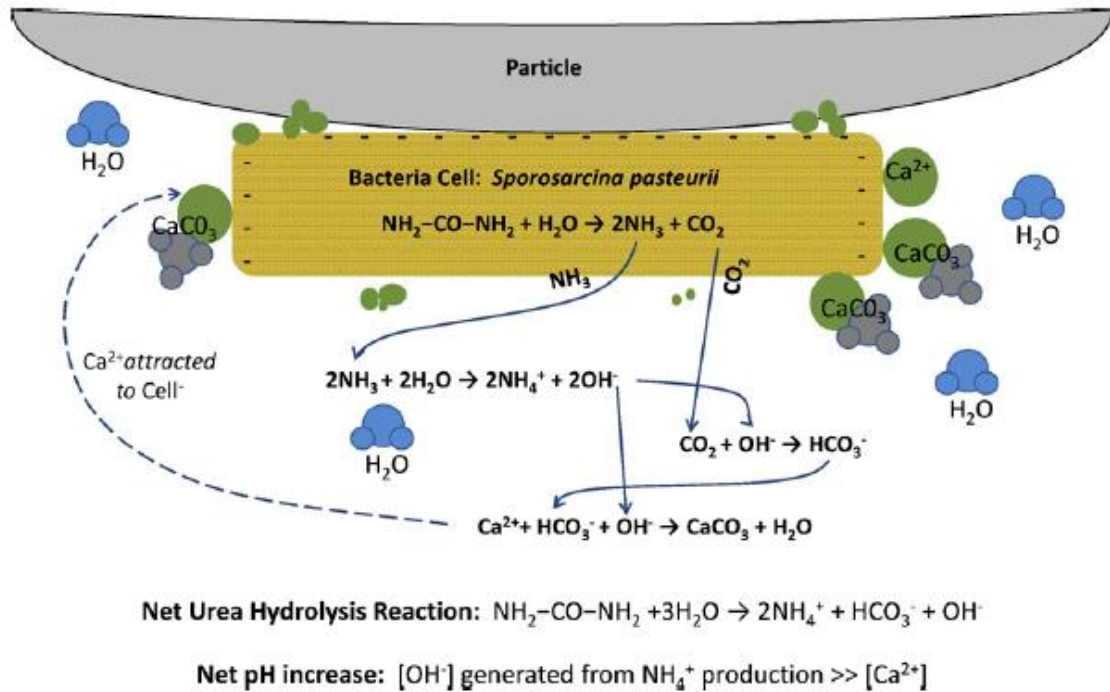 Particle
H₂O
Bacteria Cell: Sporosarcina pasteurii
Ca²⁺
NH₂–CO–NH₂ + H₂O → 2NH₃ + CO₂
CaC0₃
H₂O
CaCO₃
NH₃
CO₂
CaCO₃
Ca²⁺attracted
to Cell⁻
2NH₃ + 2H₂O → 2NH₄⁺ + 2OH⁻
H₂O
H₂O
CO₂ + OH⁻ → HCO₃⁻
Ca²⁺+ HCO₃⁻ + OH⁻ → CaCO₃ + H₂O
Net Urea Hydrolysis Reaction: NH₂–CO–NH₂ +3H₂O → 2NH₄⁺ + HCO₃⁻ + OH⁻
Net pH increase: [OH⁻] generated from NH₄⁺ production >> [Ca²⁺]